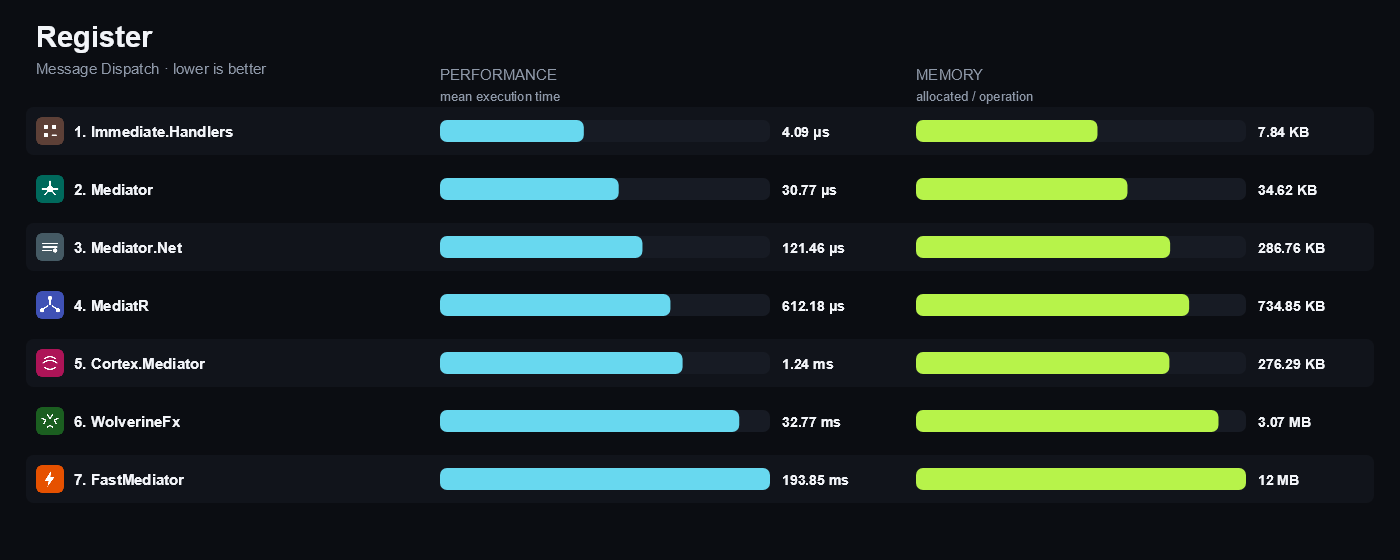 Register
Message Dispatch · lower is better
PERFORMANCE
mean execution time
MEMORY
allocated / operation
1. Immediate.Handlers 4.09 µs 7.84 KB
2. Mediator 30.77 µs 34.62 KB
3. Mediator.Net 121.46 µs 286.76 KB
4. MediatR 612.18 µs 734.85 KB
5. Cortex.Mediator 1.24 ms 276.29 KB
6. WolverineFx 32.77 ms 3.07 MB
7. FastMediator 193.85 ms 12 MB